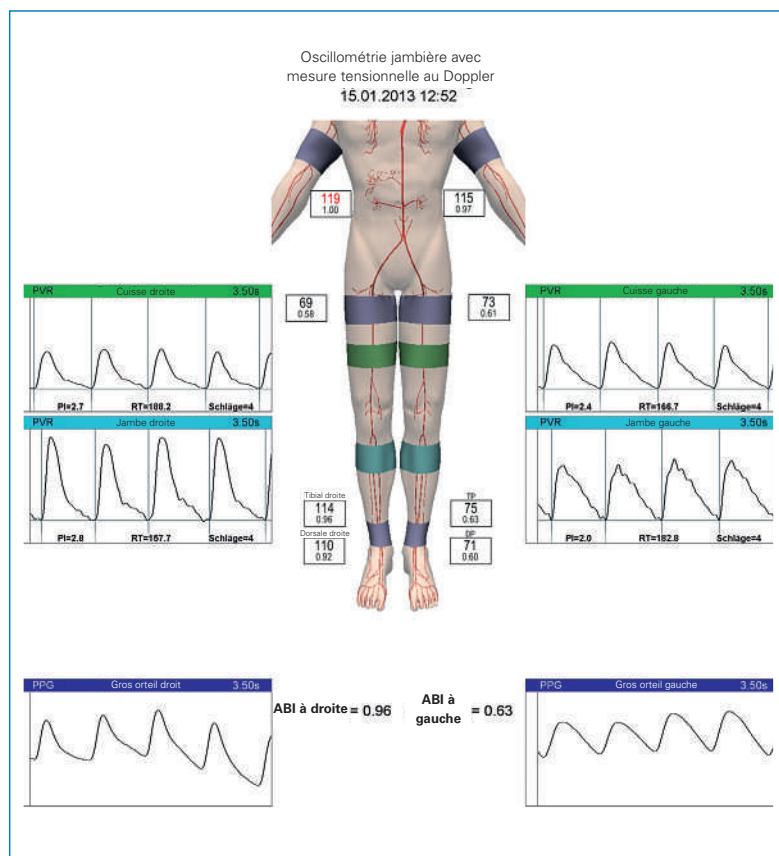 Oscillométrie jambière avec
mesure tensionnelle au Doppler
15.01.2013 12:52
119
1.00
115
0.97
PVR Cuisse droite 3.50s
PI=2.7 RT=188.2 Schläge=4
69
0.58
73
0.61
PVR Cuisse gauche 3.50s
PI=2.4 RT=166.7 Schläge=4
PVR Jambe droite 3.50s
PI=2.8 RT=167.7 Schläge=4
PVR Jambe gauche 3.50s
PI=2.0 RT=182.8 Schläge=4
Tibial droite
114
0.96
Dorsale droite
110
0.92
TP
75
0.63
DP
71
0.60
PPG Gros orteil droit 3.50s
ABI à droite = 0.96
ABI à
gauche = 0.63
PPG Gros orteil gauche 3.50s